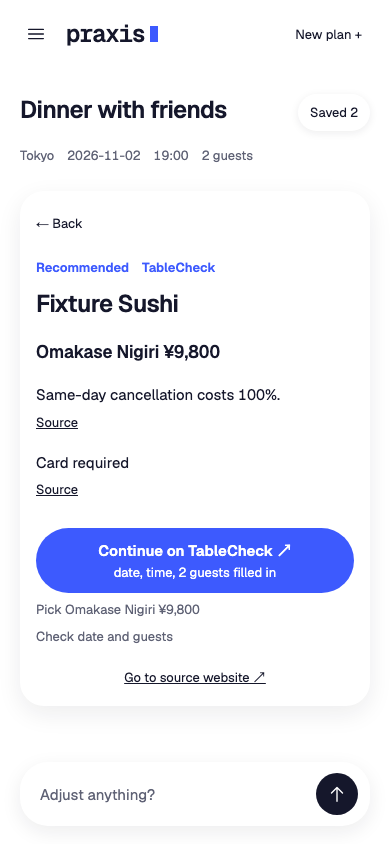 praxis
New plan +
Dinner with friends
Saved 2
Tokyo 2026-11-02 19:00 2 guests
← Back
Recommended TableCheck
Fixture Sushi
Omakase Nigiri ¥9,800
Same-day cancellation costs 100%.
Source
Card required
Source
Continue on TableCheck ↗
date, time, 2 guests filled in
Pick Omakase Nigiri ¥9,800
Check date and guests
Go to source website ↗
Adjust anything?